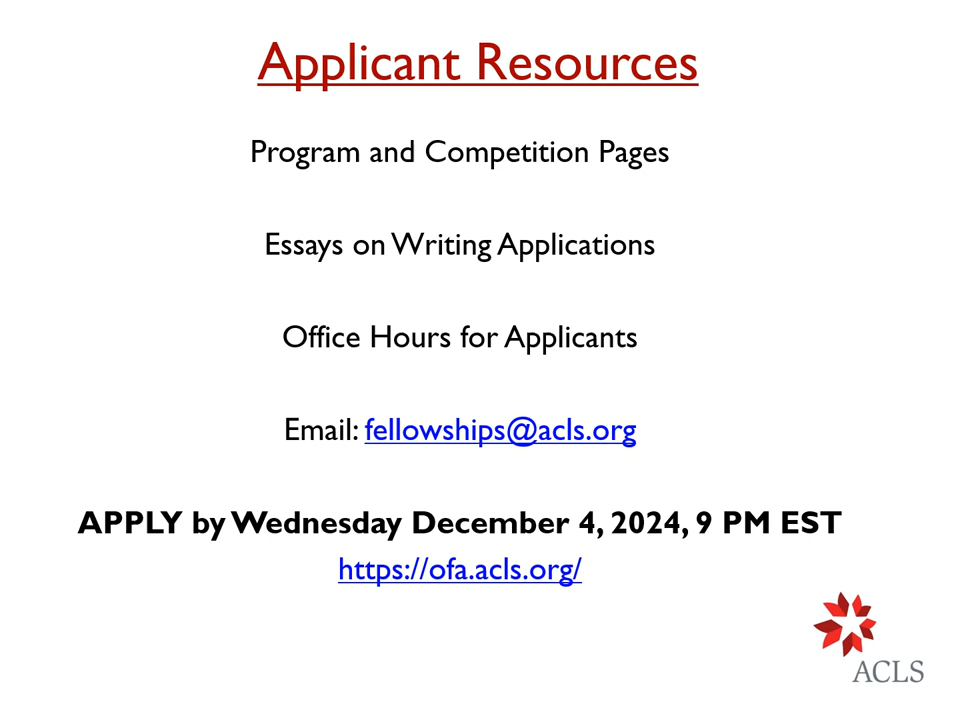 Applicant Resources
Program and Competition Pages
Essays on Writing Applications
Office Hours for Applicants
Email: fellowships@acls.org
APPLY by Wednesday December 4, 2024, 9 PM EST
https://ofa.acls.org/
ACLS